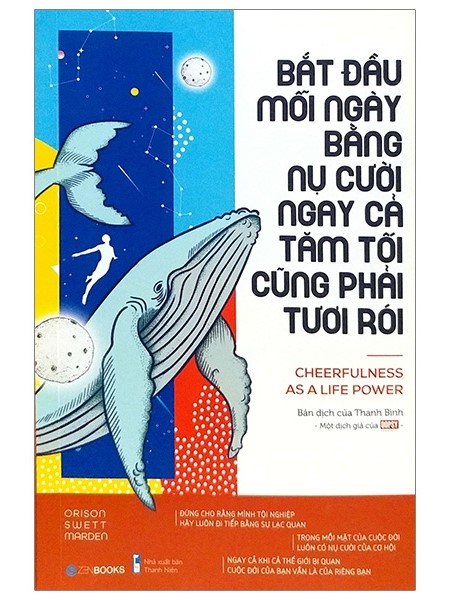 BẮT ĐẦU
MỖI NGÀY
BẰNG
NỤ CƯỜI
NGAY CẢ
TĂM TỐI
CŨNG PHẢI
TƯƠI RÓI
CHEERFULNESS
AS A LIFE POWER
Bản dịch của Thanh Bình
- Một dịch giả của -
ORISON
SWETT
MARDEN
ĐỪNG CHO RẰNG MÌNH TỘI NGHIỆP
HÃY LUÔN ĐI TIẾP BẰNG SỰ LẠC QUAN
TRONG MỖI MẶT CỦA CUỘC ĐỜI
LUÔN CÓ NỤ CƯỜI CỦA CƠ HỘI
NGAY CẢ KHI CẢ THẾ GIỚI BI QUAN
CUỘC ĐỜI CỦA BẠN VẪN LÀ CỦA RIÊNG BẠN
ZENBOOKS
Nhà xuất bản
Thanh Niên